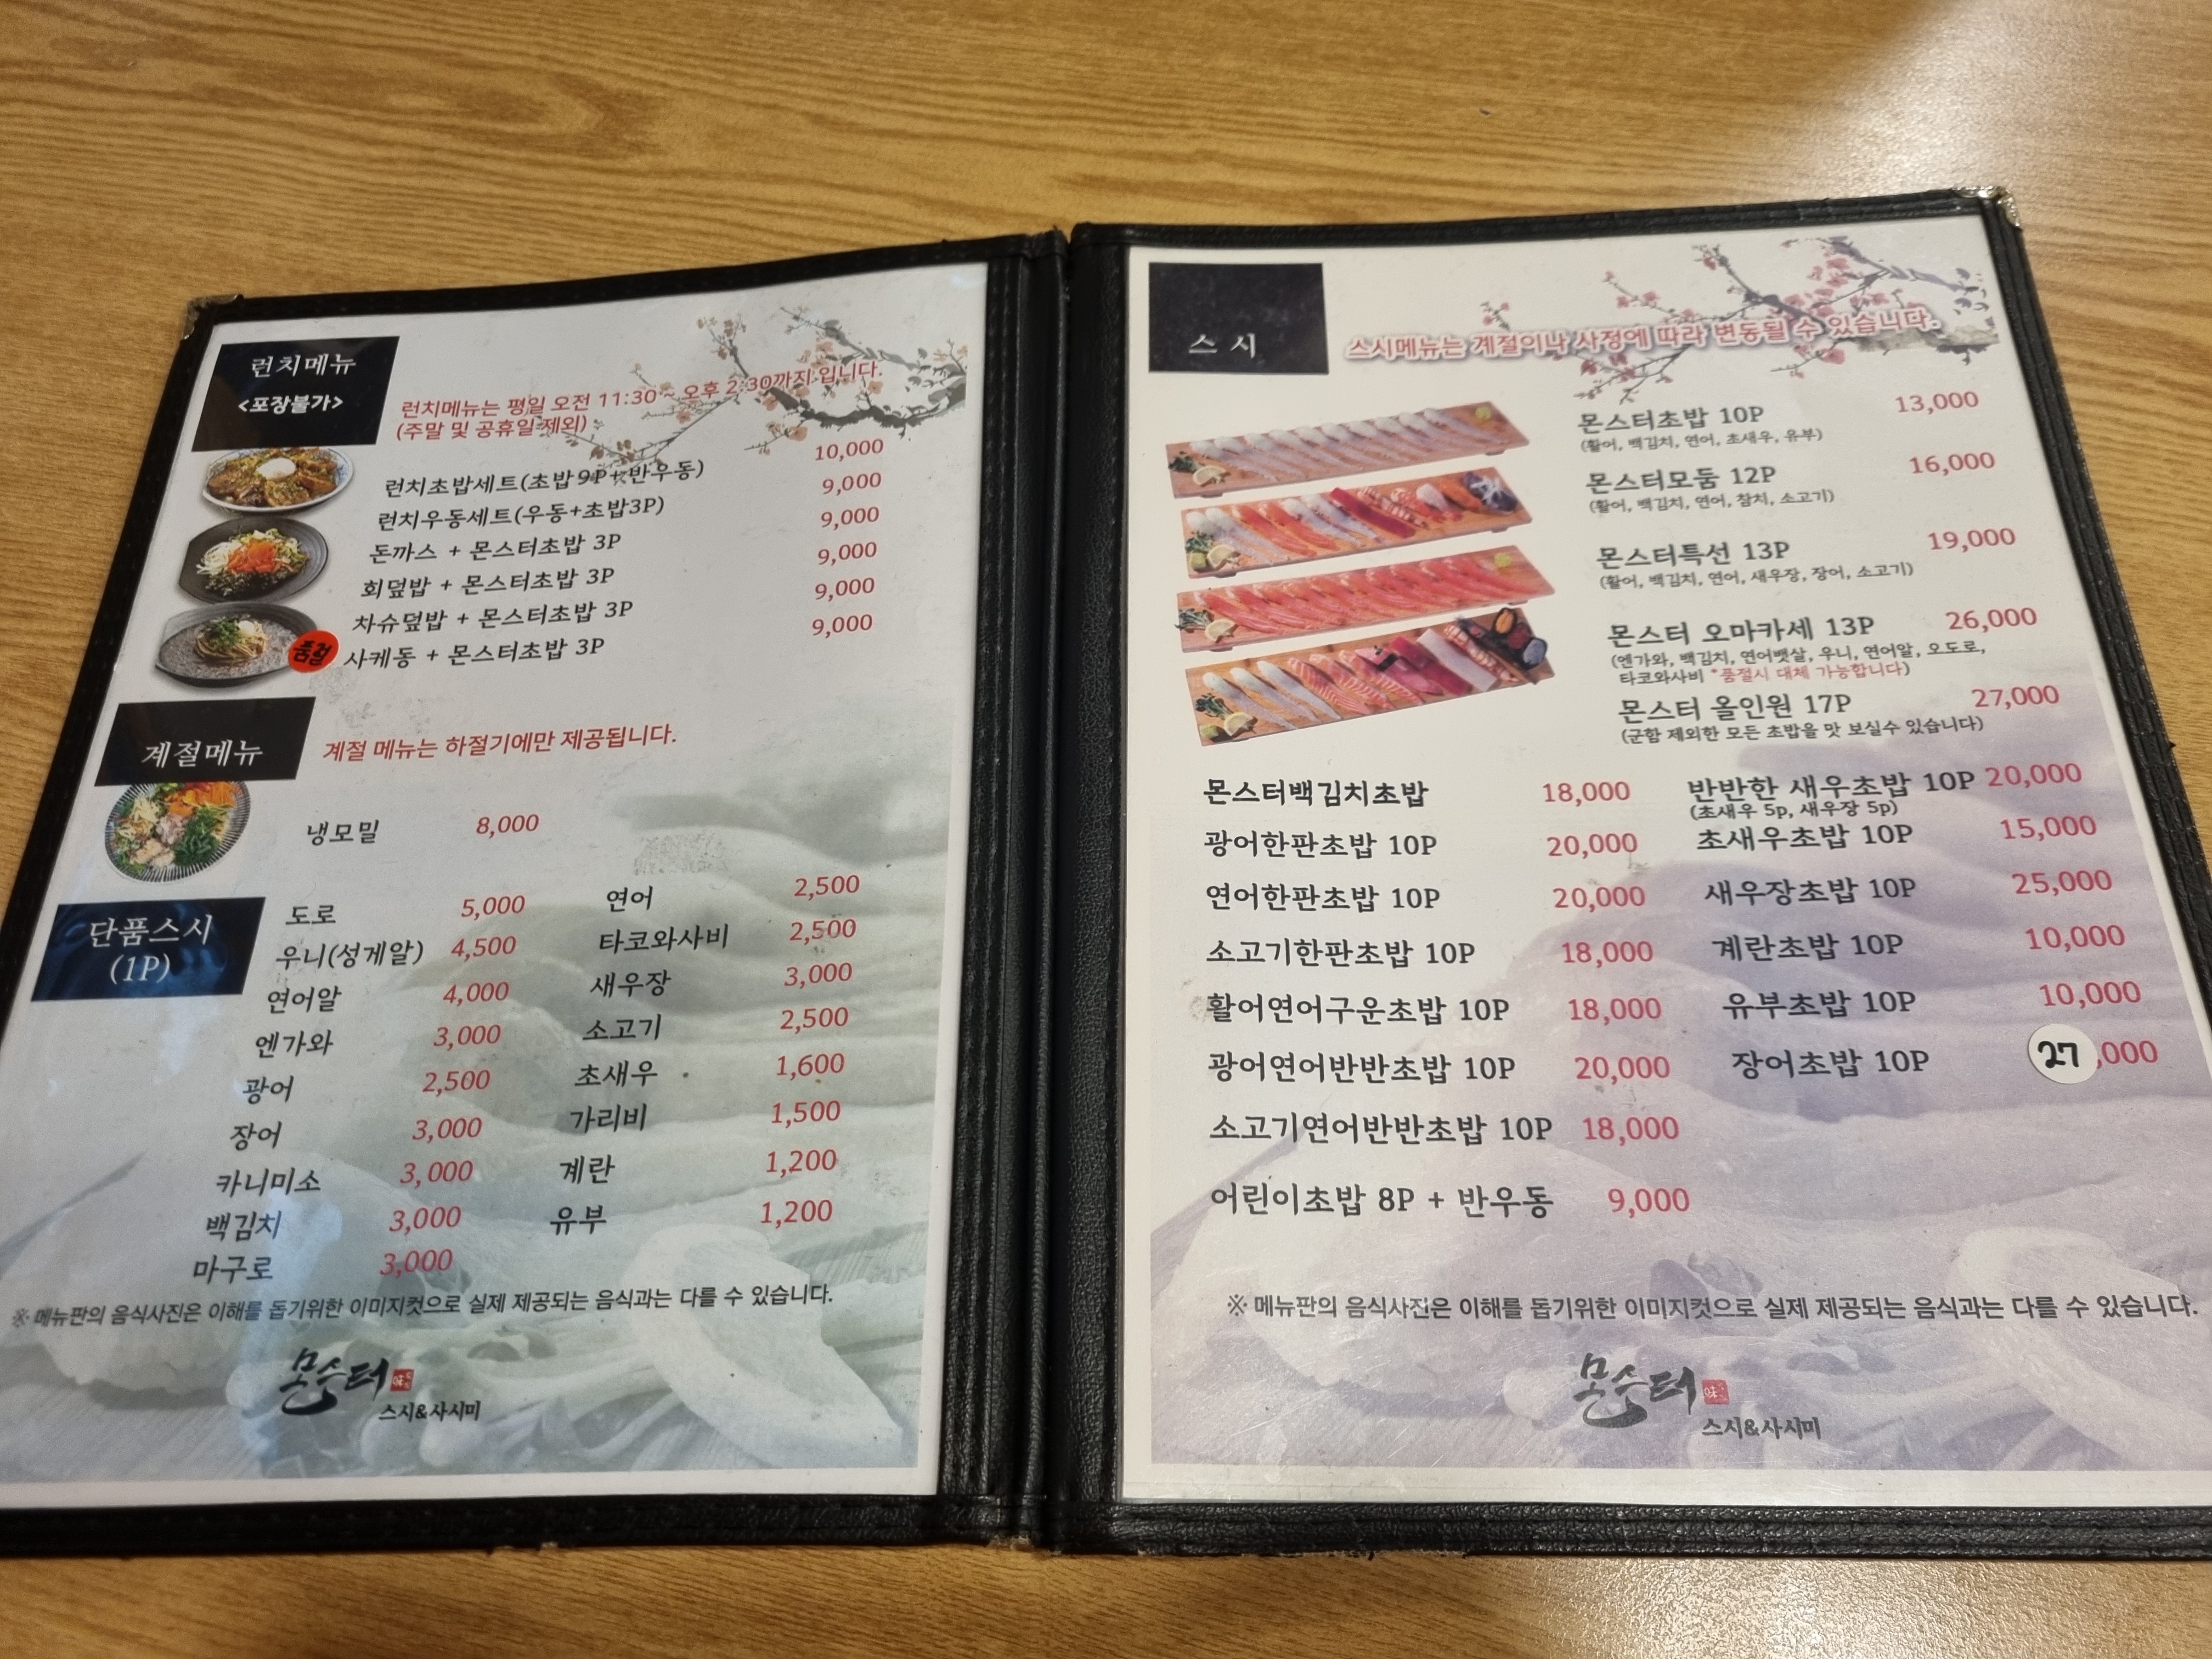 런치메뉴
<포장불가>
런치메뉴는 평일 오전 11:30 ~ 오후 2:30까지 입니다.
(주말 및 공휴일 제외)
런치초밥세트(초밥9P+반우동) 10,000
런치우동세트(우동+초밥3P) 9,000
돈까스 + 몬스터초밥 3P 9,000
회덮밥 + 몬스터초밥 3P 9,000
차슈덮밥 + 몬스터초밥 3P 9,000
품절 사케동 + 몬스터초밥 3P 9,000
계절메뉴
계절 메뉴는 하절기에만 제공됩니다.
냉모밀 8,000
단품스시
(1P)
도로 5,000 연어 2,500
우니(성게알) 4,500 타코와사비 2,500
연어알 4,000 새우장 3,000
엔가와 3,000 소고기 2,500
광어 2,500 초새우 1,600
장어 3,000 가리비 1,500
카니미소 3,000 계란 1,200
백김치 3,000 유부 1,200
마구로 3,000
※ 메뉴판의 음식사진은 이해를 돕기위한 이미지컷으로 실제 제공되는 음식과는 다를 수 있습니다.
몬스터
스시&사시미
스시
스시메뉴는 계절이나 사정에 따라 변동될 수 있습니다.
몬스터초밥 10P 13,000
(활어, 백김치, 연어, 초새우, 유부)
몬스터모둠 12P 16,000
(활어, 백김치, 연어, 참치, 소고기)
몬스터특선 13P 19,000
(활어, 백김치, 연어, 새우장, 장어, 소고기)
몬스터 오마카세 13P 26,000
(엔가와, 백김치, 연어뱃살, 우니, 연어알, 오도로,
타코와사비 *품절시 대체 가능합니다)
몬스터 올인원 17P 27,000
(군함 제외한 모든 초밥을 맛 보실수 있습니다)
몬스터백김치초밥 18,000 반반한 새우초밥 10P 20,000
(초새우 5p, 새우장 5p)
광어한판초밥 10P 20,000 초새우초밥 10P 15,000
연어한판초밥 10P 20,000 새우장초밥 10P 25,000
소고기한판초밥 10P 18,000 계란초밥 10P 10,000
활어연어구운초밥 10P 18,000 유부초밥 10P 10,000
광어연어반반초밥 10P 20,000 장어초밥 10P 27,000
소고기연어반반초밥 10P 18,000
어린이초밥 8P + 반우동 9,000
※ 메뉴판의 음식사진은 이해를 돕기위한 이미지컷으로 실제 제공되는 음식과는 다를 수 있습니다.
몬스터
스시&사시미